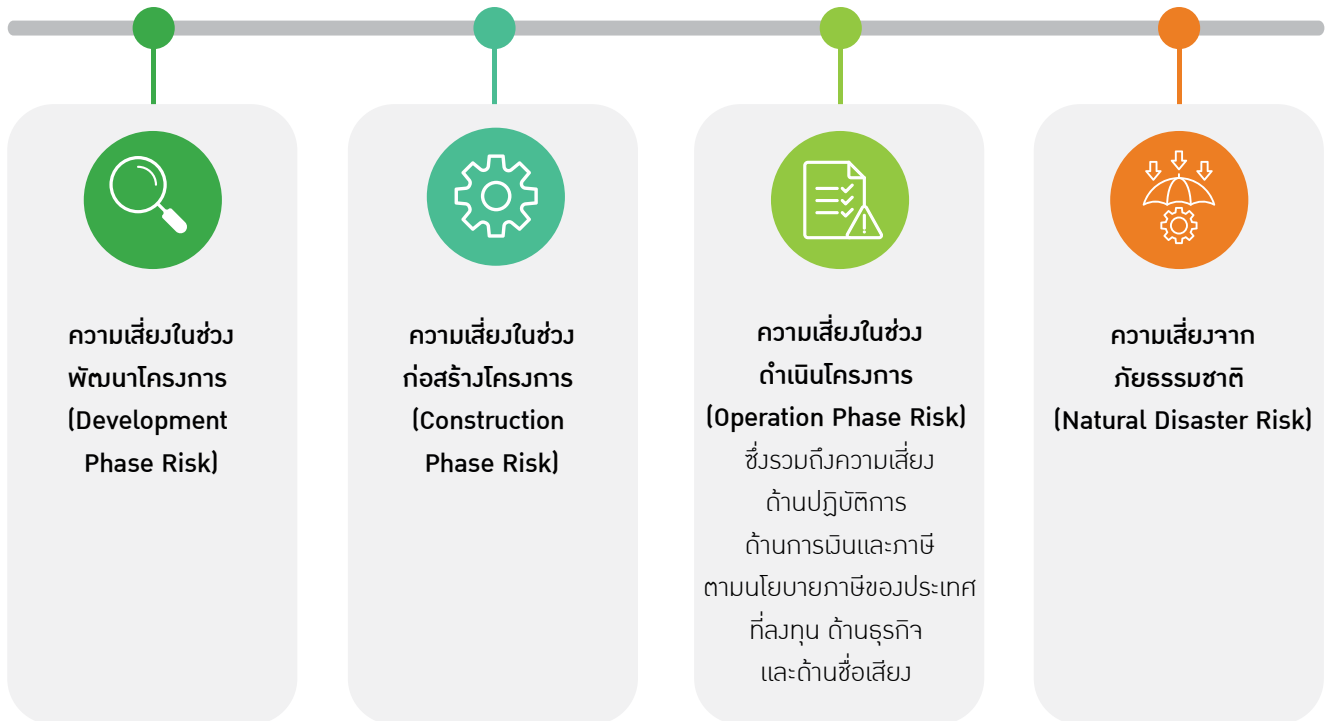 ความเสี่ยงในช่วง
พัฒนาโครงการ
(Development
Phase Risk)
ความเสี่ยงในช่วง
ก่อสร้างโครงการ
(Construction
Phase Risk)
ความเสี่ยงในช่วง
ดำเนินโครงการ
(Operation Phase Risk)
ซึ่งรวมถึงความเสี่ยง
ด้านปฏิบัติการ
ด้านการเงินและภาษี
ตามนโยบายภาษีของประเทศ
ที่ลงทุน ด้านธุรกิจ
และด้านชื่อเสียง
ความเสี่ยงจาก
ภัยธรรมชาติ
(Natural Disaster Risk)